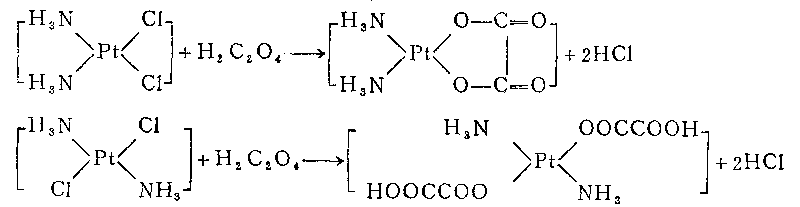 H₃N Cl H₃N O—C=O
[ Pt ] + H₂C₂O₄ ⟶ [ Pt ] + 2HCl
H₃N Cl H₃N O—C=O
H₃N Cl H₃N OOCCOOH
[ Pt ] + H₂C₂O₄ ⟶ [ Pt ] + 2HCl
Cl NH₃ HOOCCOO NH₃